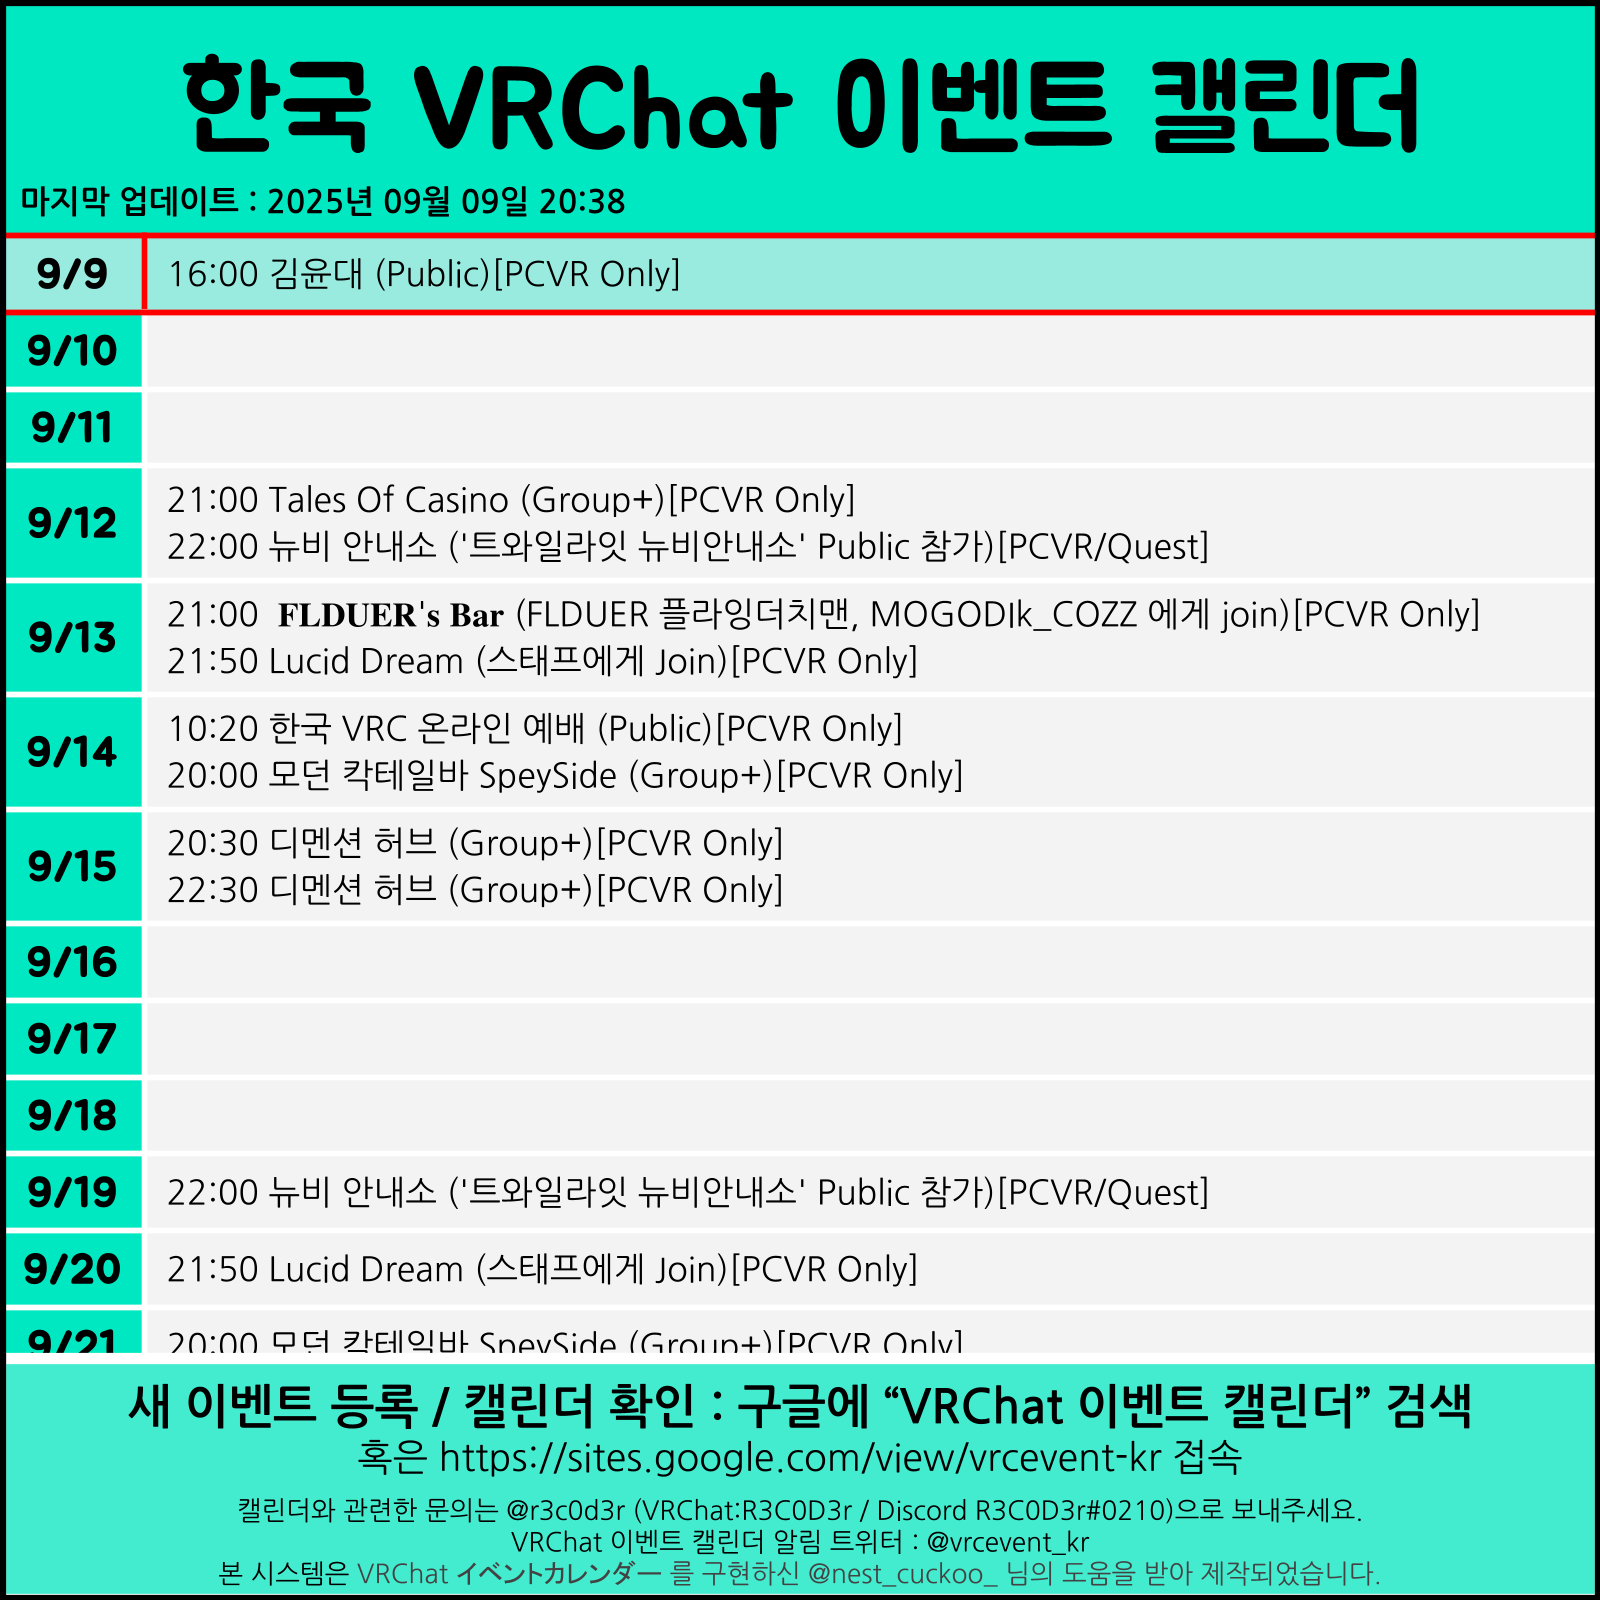 한국 VRChat 이벤트 캘린더
마지막 업데이트 : 2025년 09월 09일 20:38
9/9 16:00 김윤대 (Public)[PCVR Only]
9/10
9/11
9/12 21:00 Tales Of Casino (Group+)[PCVR Only]
22:00 뉴비 안내소 ('트와일라잇 뉴비안내소' Public 참가)[PCVR/Quest]
9/13 21:00 FLDUER's Bar (FLDUER 플라잉더치맨, MOGODIk_COZZ 에게 join)[PCVR Only]
21:50 Lucid Dream (스태프에게 Join)[PCVR Only]
9/14 10:20 한국 VRC 온라인 예배 (Public)[PCVR Only]
20:00 모던 칵테일바 SpeySide (Group+)[PCVR Only]
9/15 20:30 디멘션 허브 (Group+)[PCVR Only]
22:30 디멘션 허브 (Group+)[PCVR Only]
9/16
9/17
9/18
9/19 22:00 뉴비 안내소 ('트와일라잇 뉴비안내소' Public 참가)[PCVR/Quest]
9/20 21:50 Lucid Dream (스태프에게 Join)[PCVR Only]
9/21 20:00 모던 칵테일바 SpeySide (Group+)[PCVR Only]
새 이벤트 등록 / 캘린더 확인 : 구글에 “VRChat 이벤트 캘린더” 검색
혹은 https://sites.google.com/view/vrcevent-kr 접속
캘린더와 관련한 문의는 @r3c0d3r (VRChat:R3C0D3r / Discord R3C0D3r#0210)으로 보내주세요.
VRChat 이벤트 캘린더 알림 트위터 : @vrcevent_kr
본 시스템은 VRChat イベントカレンダー 를 구현하신 @nest_cuckoo_ 님의 도움을 받아 제작되었습니다.